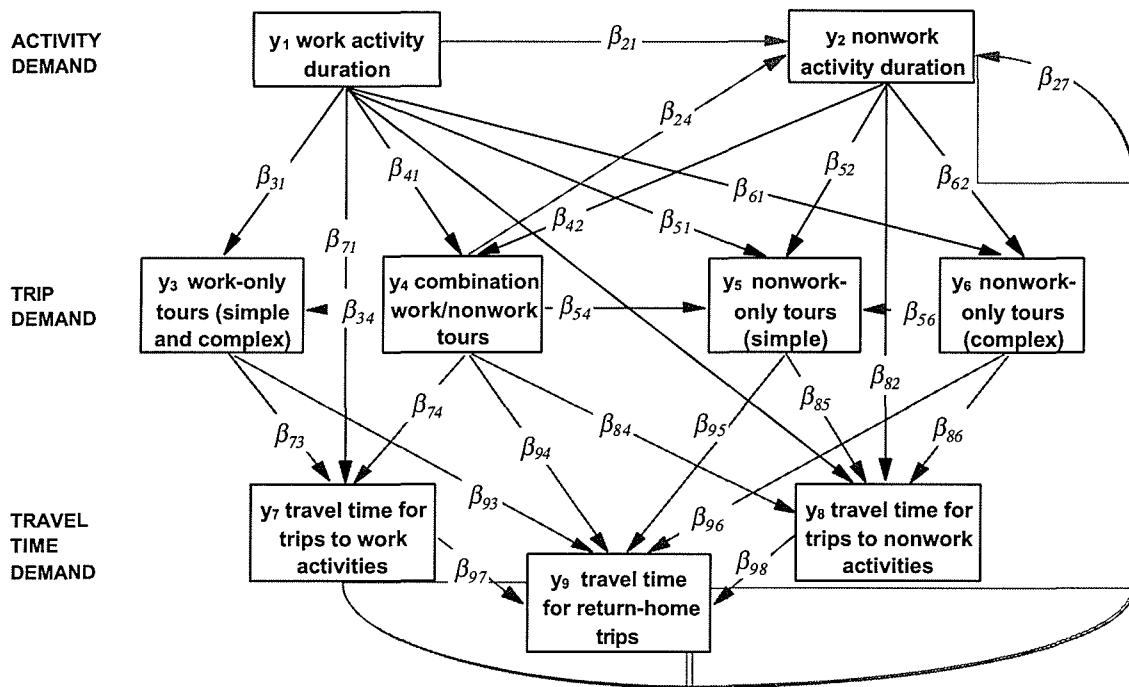 ACTIVITY
DEMAND
y₁ work activity
duration
β₂₁
y₂ nonwork
activity duration
β₂₇
β₂₄
β₃₁
β₄₁
β₅₂
β₆₂
β₆₁
β₄₂
β₅₁
β₇₁
TRIP
DEMAND
y₃ work-only
tours (simple
and complex)
β₃₄
y₄ combination
work/nonwork
tours
β₅₄
y₅ nonwork-
only tours
(simple)
β₅₆
y₆ nonwork-
only tours
(complex)
β₈₂
β₇₃
β₇₄
β₉₄
β₈₄
β₉₅
β₈₅
β₈₆
β₉₃
β₉₆
TRAVEL
TIME
DEMAND
y₇ travel time for
trips to work
activities
y₈ travel time for
trips to nonwork
activities
β₉₇
β₉₈
y₉ travel time
for return-home
trips